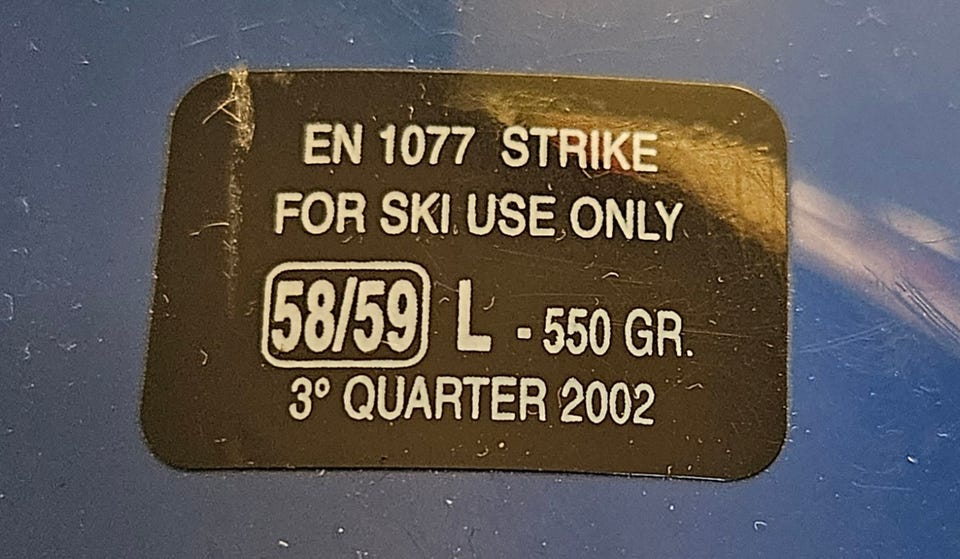 EN 1077 STRIKE
FOR SKI USE ONLY
58/59 L - 550 GR.
3° QUARTER 2002